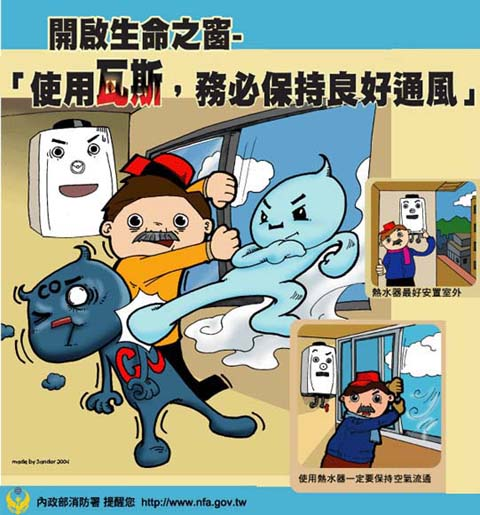 開啟生命之窗-
「使用瓦斯，務必保持良好通風」
CO
熱水器最好安置室外
使用熱水器一定要保持空氣流通
made by Jander 2004
內政部消防署 提醒您 http://www.nfa.gov.tw